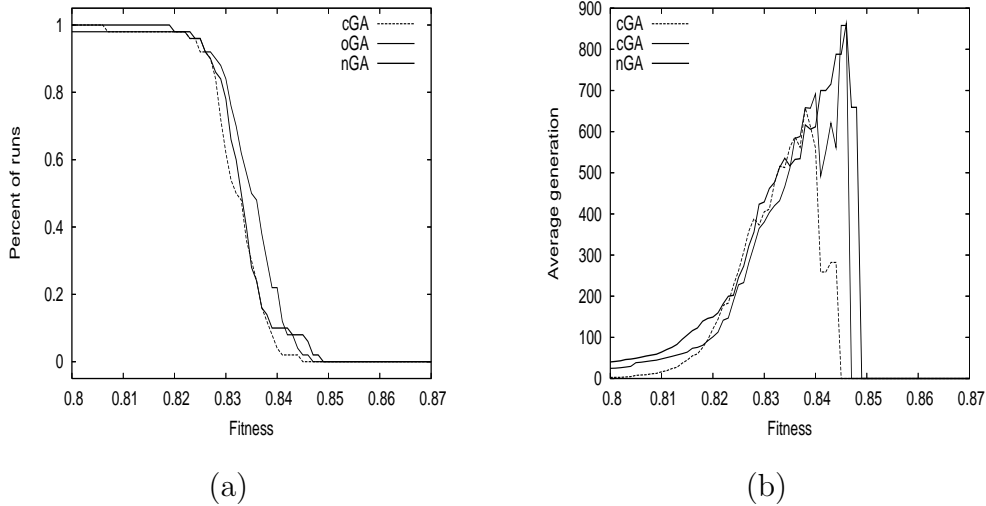 1
0.8
0.6
0.4
0.2
0
Percent of runs
cGA
oGA
nGA
0.8 0.81 0.82 0.83 0.84 0.85 0.86 0.87
Fitness
(a)
900
800
700
600
500
400
300
200
100
0
Average generation
cGA
cGA
nGA
0.8 0.81 0.82 0.83 0.84 0.85 0.86 0.87
Fitness
(b)